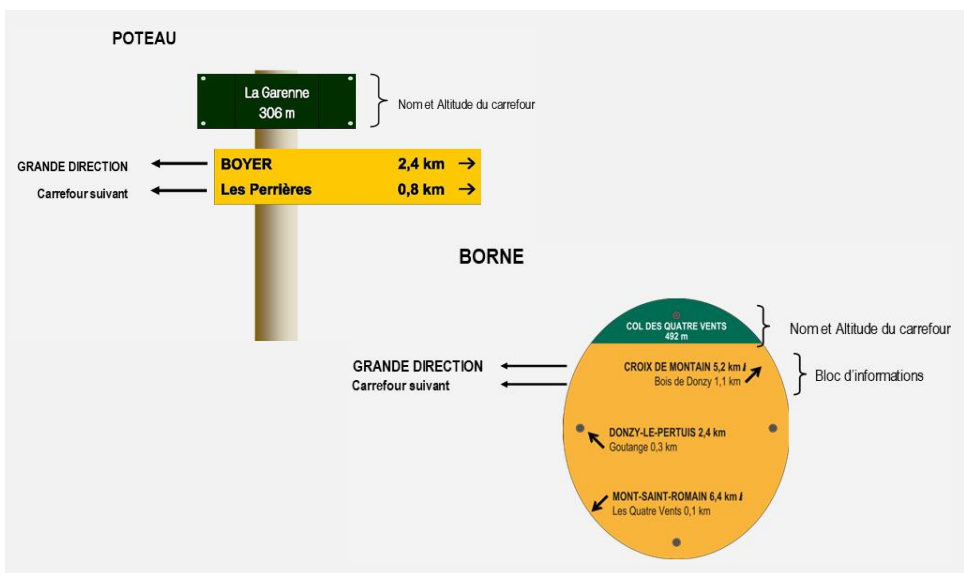 POTEAU
La Garenne
306 m
Nom et Altitude du carrefour
GRANDE DIRECTION
BOYER 2,4 km →
Carrefour suivant
Les Perrières 0,8 km →
BORNE
COL DES QUATRE VENTS
492 m
Nom et Altitude du carrefour
GRANDE DIRECTION
Carrefour suivant
CROIX DE MONTAIN 5,2 km
Bois de Donzy 1,1 km
Bloc d'informations
DONZY-LE-PERTUIS 2,4 km
Goutange 0,3 km
MONT-SAINT-ROMAIN 6,4 km
Les Quatre Vents 0,1 km